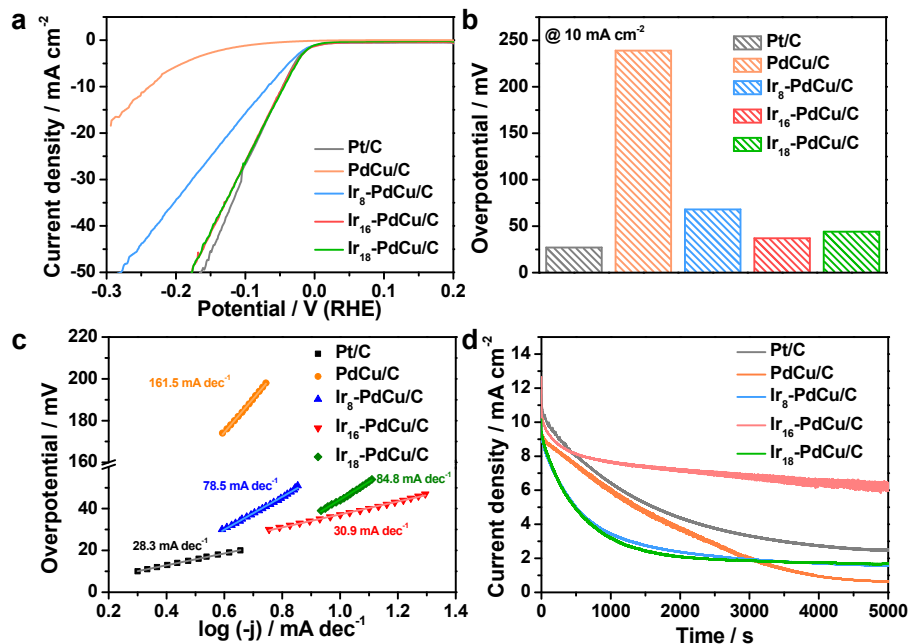 a
Current density / mA cm⁻²
0
-10
-20
-30
-40
-50
-0.3
-0.2
-0.1
0.0
0.1
0.2
Potential / V (RHE)
Pt/C
PdCu/C
Ir₈-PdCu/C
Ir₁₆-PdCu/C
Ir₁₈-PdCu/C
b
Overpotential / mV
250
200
150
100
50
0
@ 10 mA cm⁻²
Pt/C
PdCu/C
Ir₈-PdCu/C
Ir₁₆-PdCu/C
Ir₁₈-PdCu/C
c
Overpotential / mV
220
200
180
160
40
20
0
0.2
0.4
0.6
0.8
1.0
1.2
1.4
log (-j) / mA dec⁻¹
Pt/C
PdCu/C
Ir₈-PdCu/C
Ir₁₆-PdCu/C
Ir₁₈-PdCu/C
161.5 mA dec⁻¹
78.5 mA dec⁻¹
84.8 mA dec⁻¹
28.3 mA dec⁻¹
30.9 mA dec⁻¹
d
Current density / mA cm⁻²
14
12
10
8
6
4
2
0
0
1000
2000
3000
4000
5000
Time / s
Pt/C
PdCu/C
Ir₈-PdCu/C
Ir₁₆-PdCu/C
Ir₁₈-PdCu/C